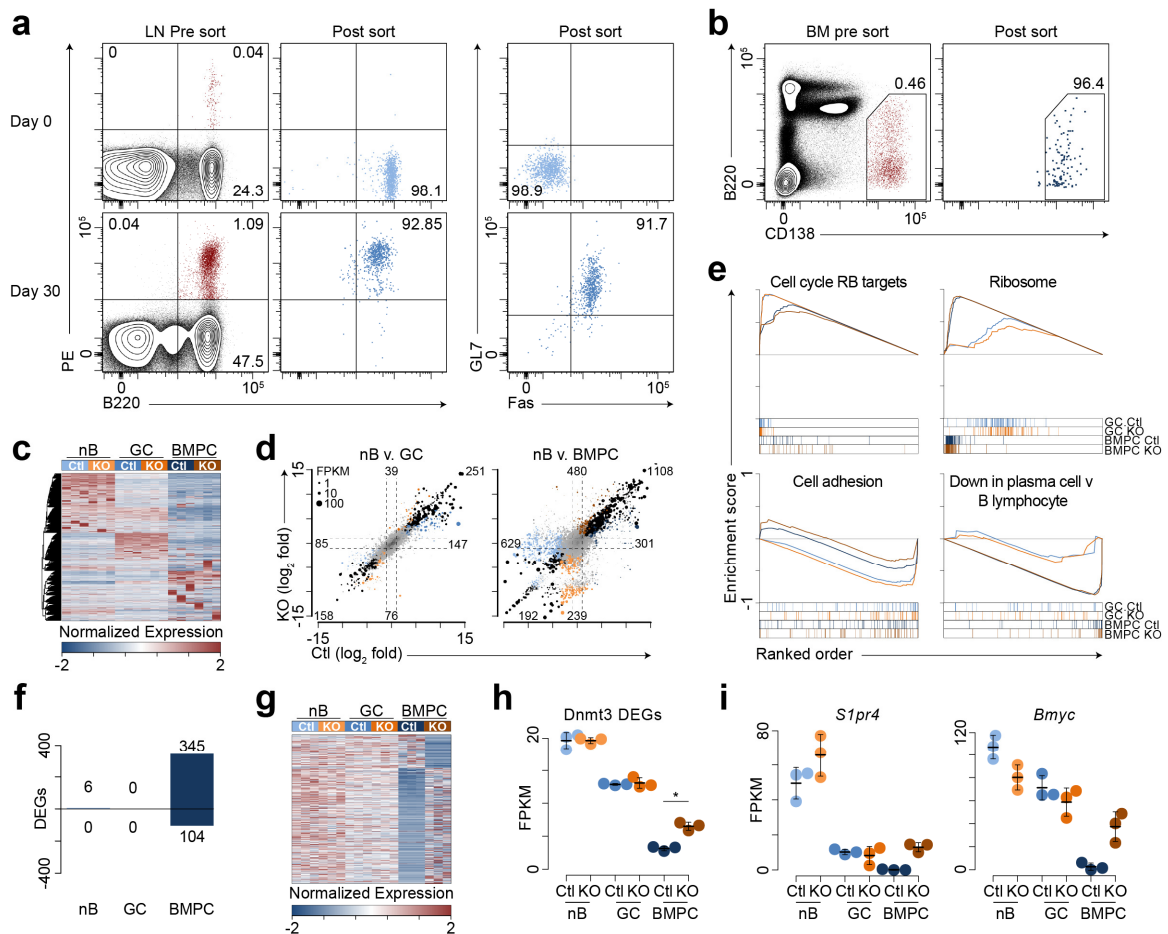 a
LN Pre sort
Post sort
Post sort
Day 0
0
0.04
24.3
98.1
98.9
Day 30
0.04
1.09
47.5
92.85
91.7
10⁵
0
PE
0
10⁵
B220
10⁵
0
GL7
0
10⁵
Fas
b
BM pre sort
Post sort
10⁵
0
B220
0.46
96.4
0
10⁵
CD138
c
nB
GC
BMPC
Ctl
KO
Ctl
KO
Ctl
KO
Normalized Expression
-2
2
d
nB v. GC
nB v. BMPC
15
-15
KO (log₂ fold)
FPKM
1
10
100
39
251
85
147
158
76
480
1108
629
301
192
239
-15
15
Ctl (log₂ fold)
e
Cell cycle RB targets
Ribosome
GC Ctl
GC KO
BMPC Ctl
BMPC KO
Cell adhesion
Down in plasma cell v
B lymphocyte
1
-1
Enrichment score
GC Ctl
GC KO
BMPC Ctl
BMPC KO
Ranked order
f
400
-400
DEGs
6
0
345
0
0
104
nB
GC
BMPC
g
nB
GC
BMPC
Ctl
KO
Ctl
KO
Ctl
KO
Normalized Expression
-2
2
h
Dnmt3 DEGs
20
0
FPKM
*
Ctl KO
Ctl KO
Ctl KO
nB
GC
BMPC
i
S1pr4
80
0
FPKM
Ctl KO
Ctl KO
Ctl KO
nB
GC
BMPC
Bmyc
120
0
Ctl KO
Ctl KO
Ctl KO
nB
GC
BMPC